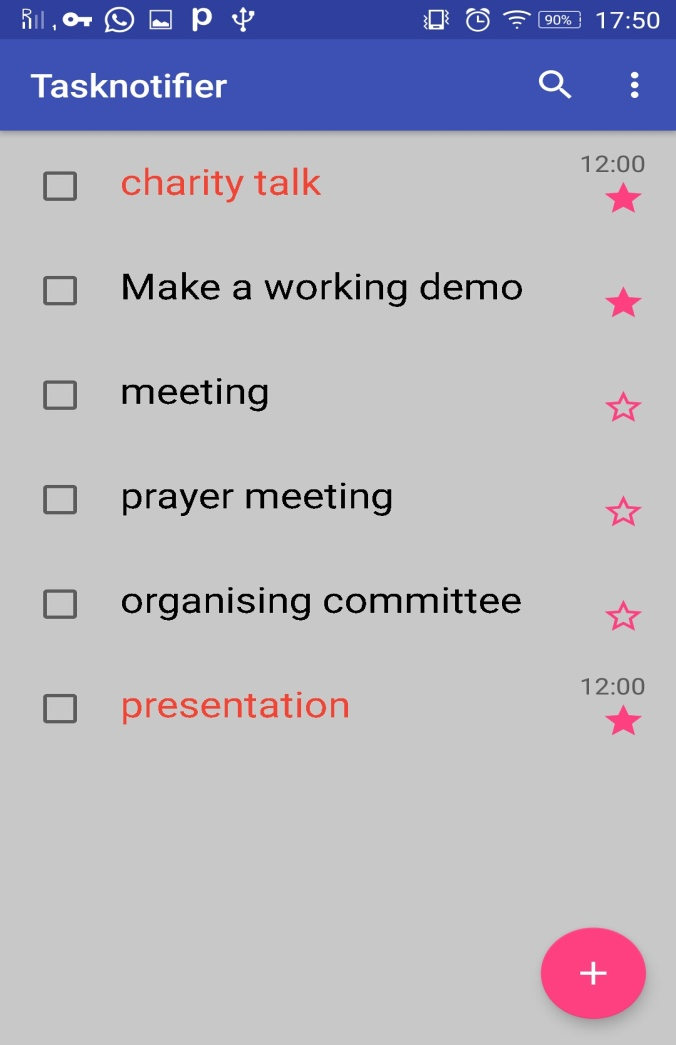 R 90% 17:50
Tasknotifier
charity talk 12:00
Make a working demo
meeting
prayer meeting
organising committee
presentation 12:00